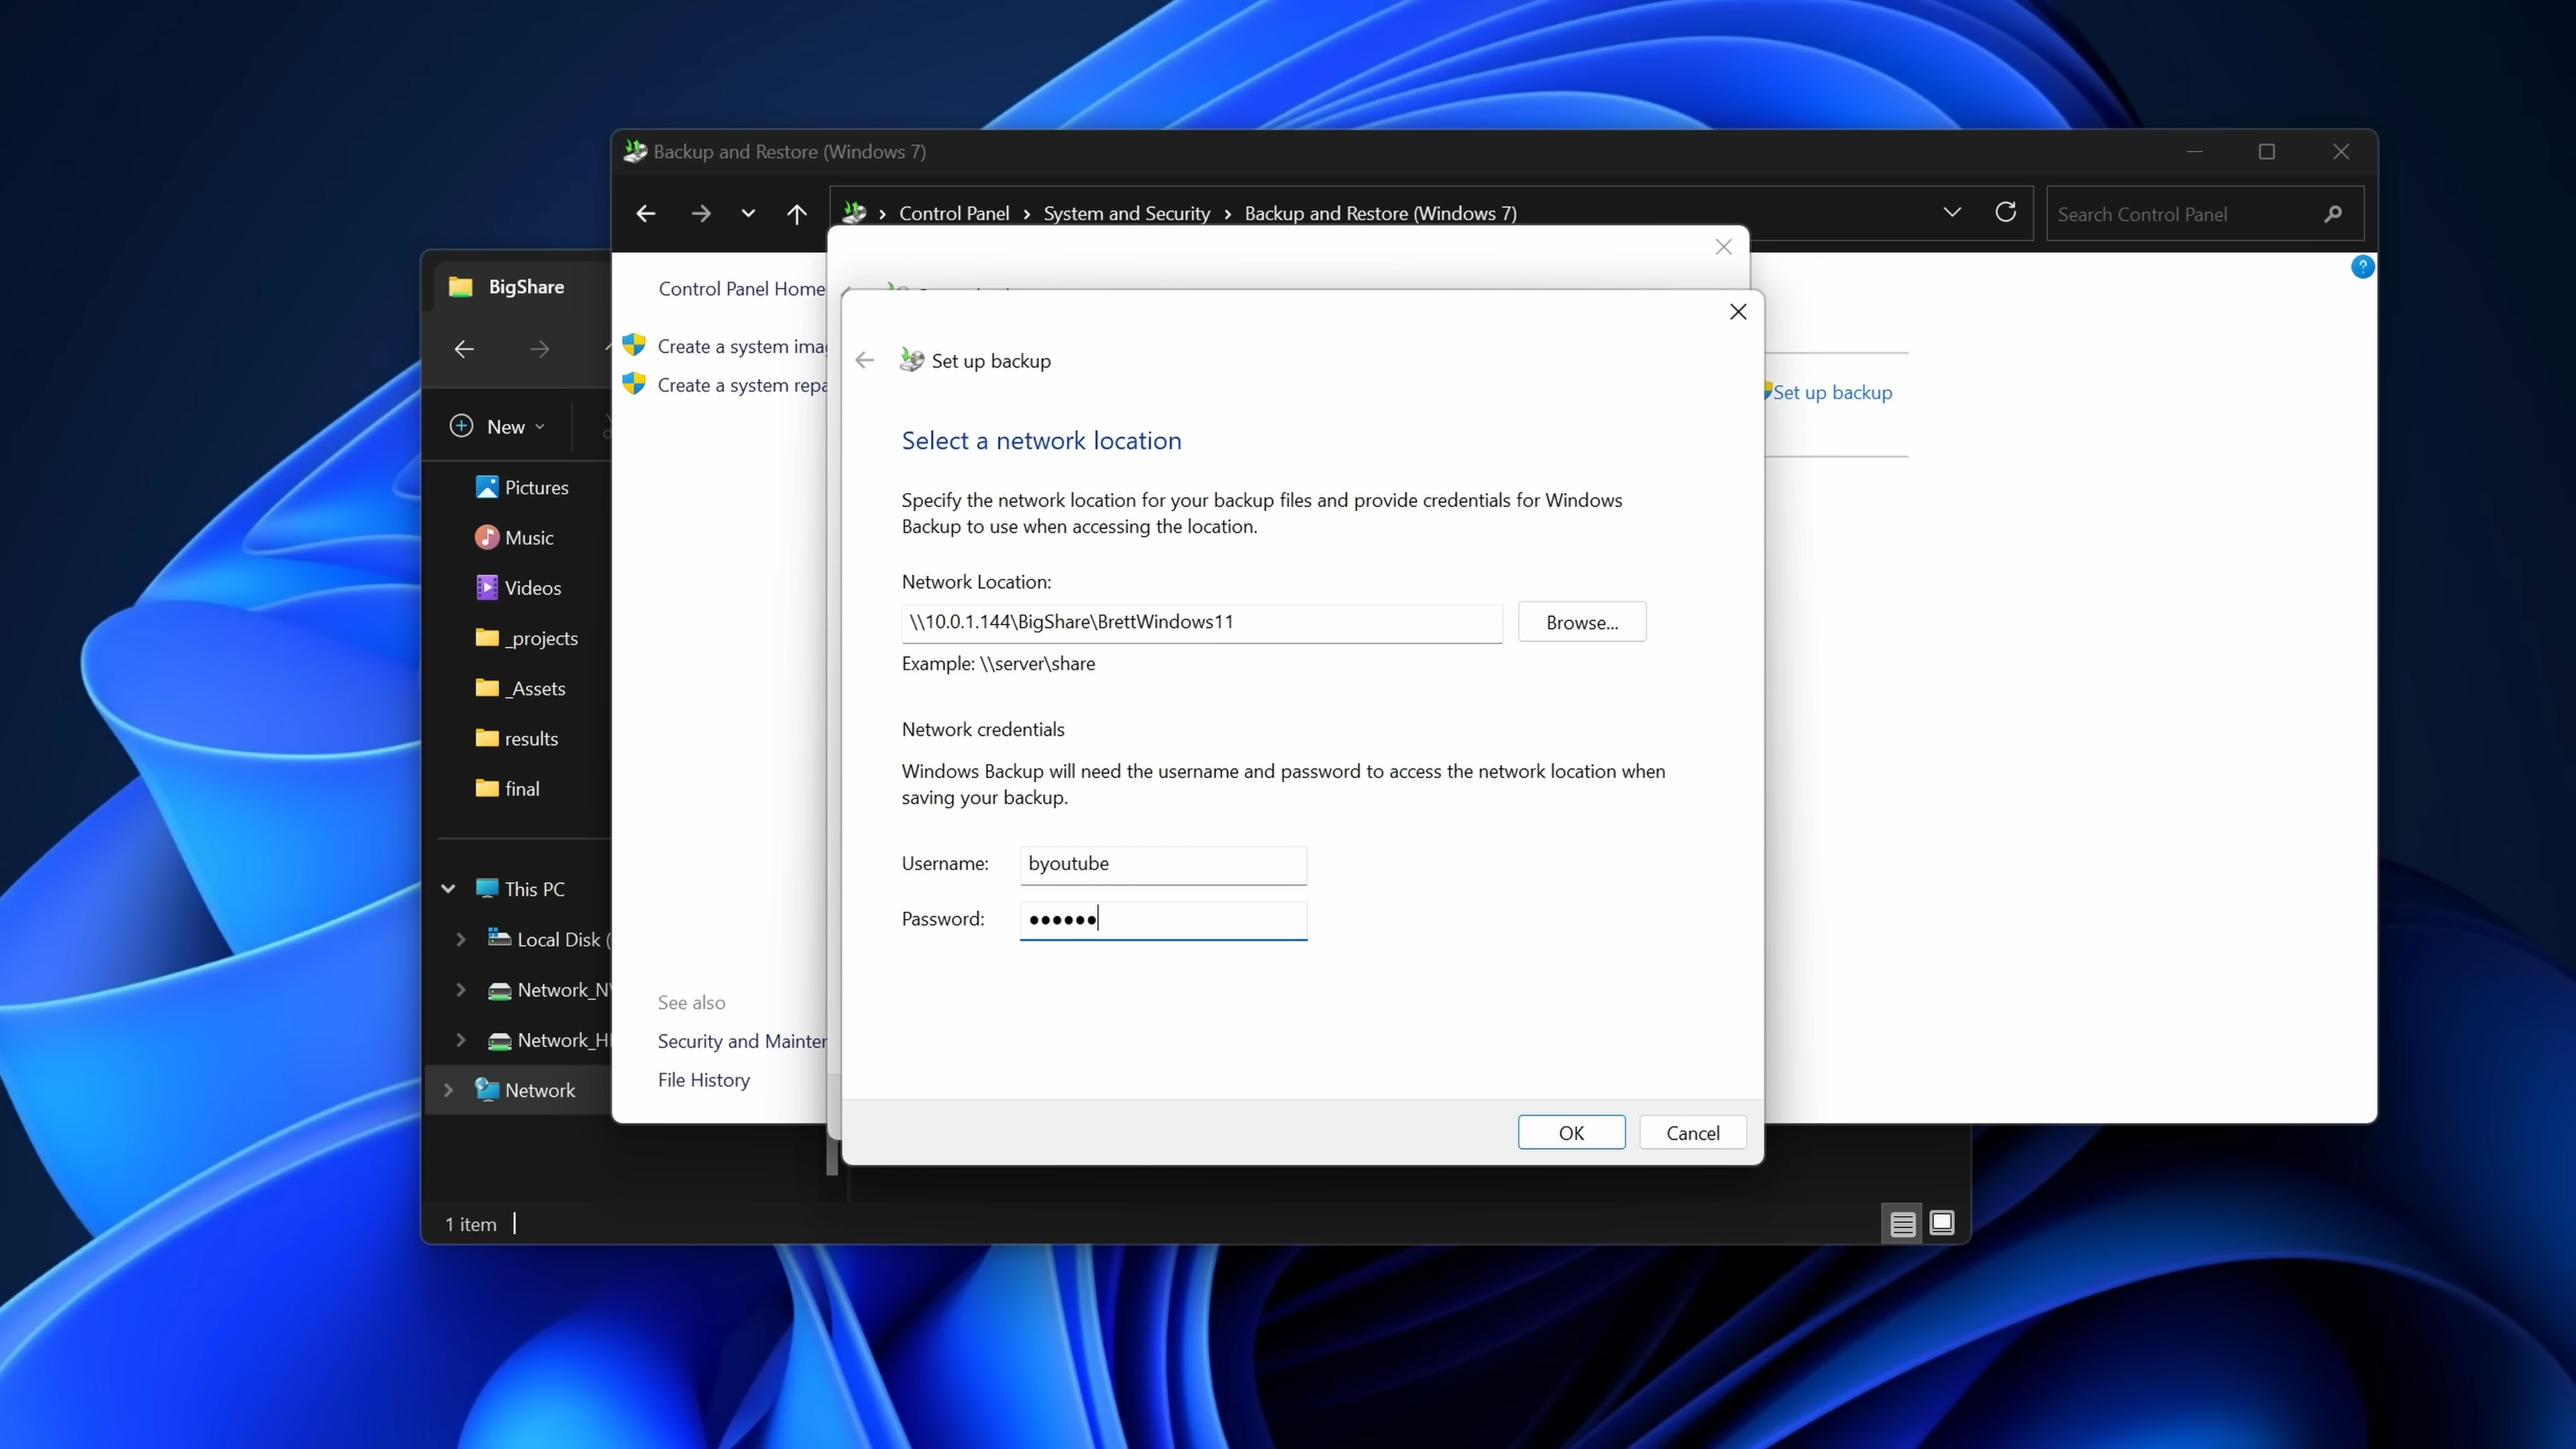 Backup and Restore (Windows 7)
Control Panel › System and Security › Backup and Restore (Windows 7)
Search Control Panel
BigShare
New
Pictures
Music
Videos
_projects
_Assets
results
final
This PC
Local Disk (
Network_N
Network_H
Network
1 item
Control Panel Home
Create a system ima
Create a system repa
See also
Security and Mainten
File History
Set up backup
?
Set up backup
Select a network location
Specify the network location for your backup files and provide credentials for Windows
Backup to use when accessing the location.
Network Location:
\\10.0.1.144\BigShare\BrettWindows11
Browse...
Example: \\server\share
Network credentials
Windows Backup will need the username and password to access the network location when
saving your backup.
Username: byoutube
Password: ●●●●●●
OK
Cancel